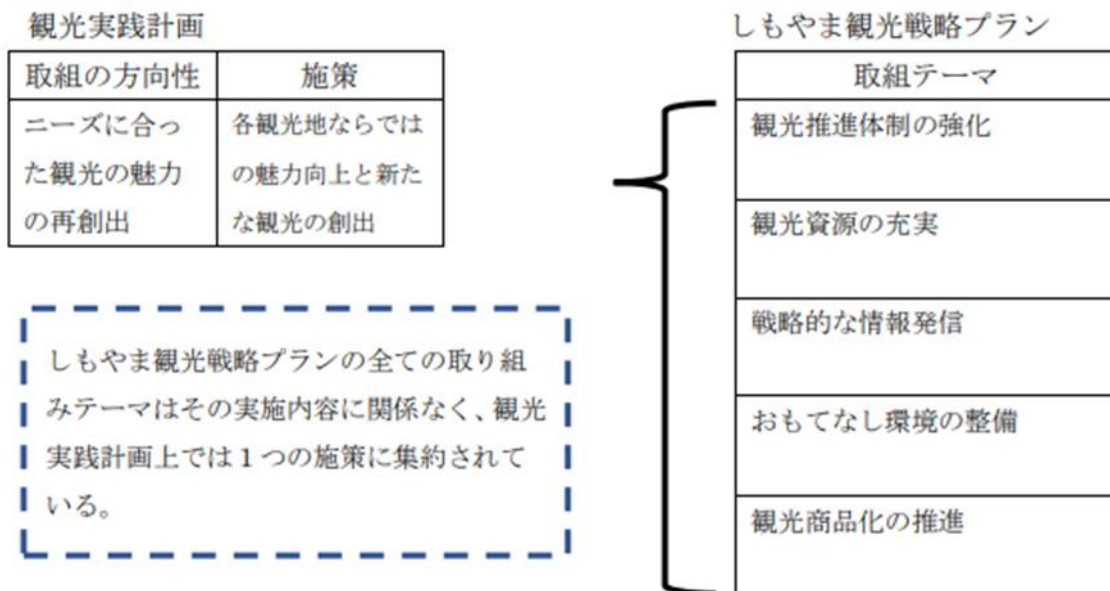 観光実践計画
取組の方向性 施策
ニーズに合っ
た観光の魅力
の再創出
各観光地ならでは
の魅力向上と新た
な観光の創出
しもやま観光戦略プランの全ての取り組
みテーマはその実施内容に関係なく、観光
実践計画上では１つの施策に集約されて
いる。
しもやま観光戦略プラン
取組テーマ
観光推進体制の強化
観光資源の充実
戦略的な情報発信
おもてなし環境の整備
観光商品化の推進